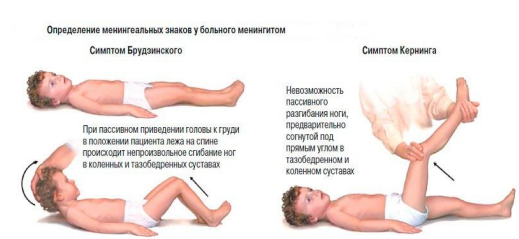 Определение менингеальных знаков у больного менингитом
Симптом Брудзинского
При пассивном приведении головы к груди
в положении пациента лежа на спине
происходит непроизвольное сгибание ног
в коленных и тазобедренных суставах
Симптом Кернинга
Невозможность
пассивного
разгибания ноги,
предварительно
согнутой под
прямым углом в
тазобедренном и
коленном суставах